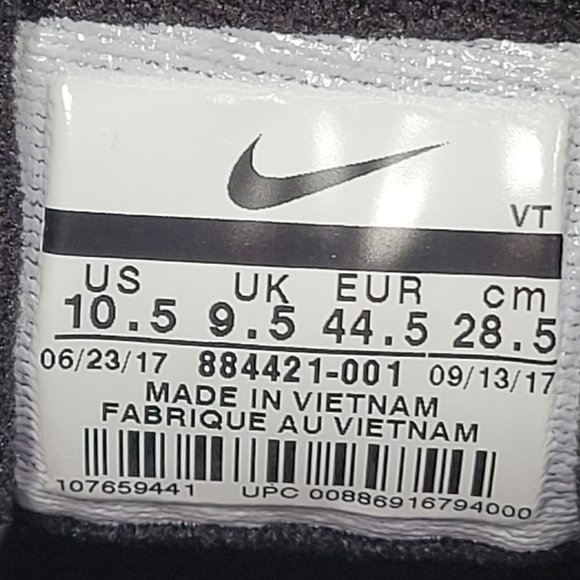 VT
US UK EUR cm
10.5 9.5 44.5 28.5
06/23/17 884421-001 09/13/17
MADE IN VIETNAM
FABRIQUE AU VIETNAM
107659441 UPC 00886916794000